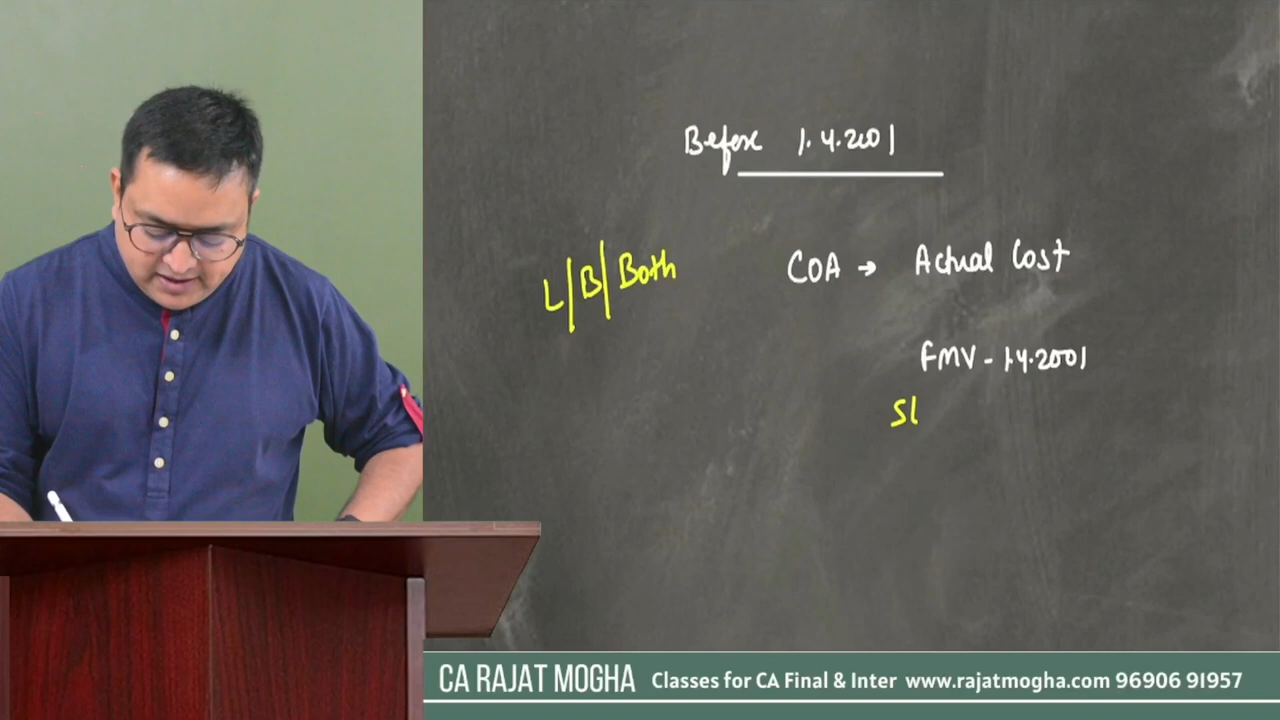 Before 1.4.2001
L/B/Both
COA → Actual Cost
FMV - 1.4.2001
SL
CA RAJAT MOGHA Classes for CA Final & Inter www.rajatmogha.com 96906 91957